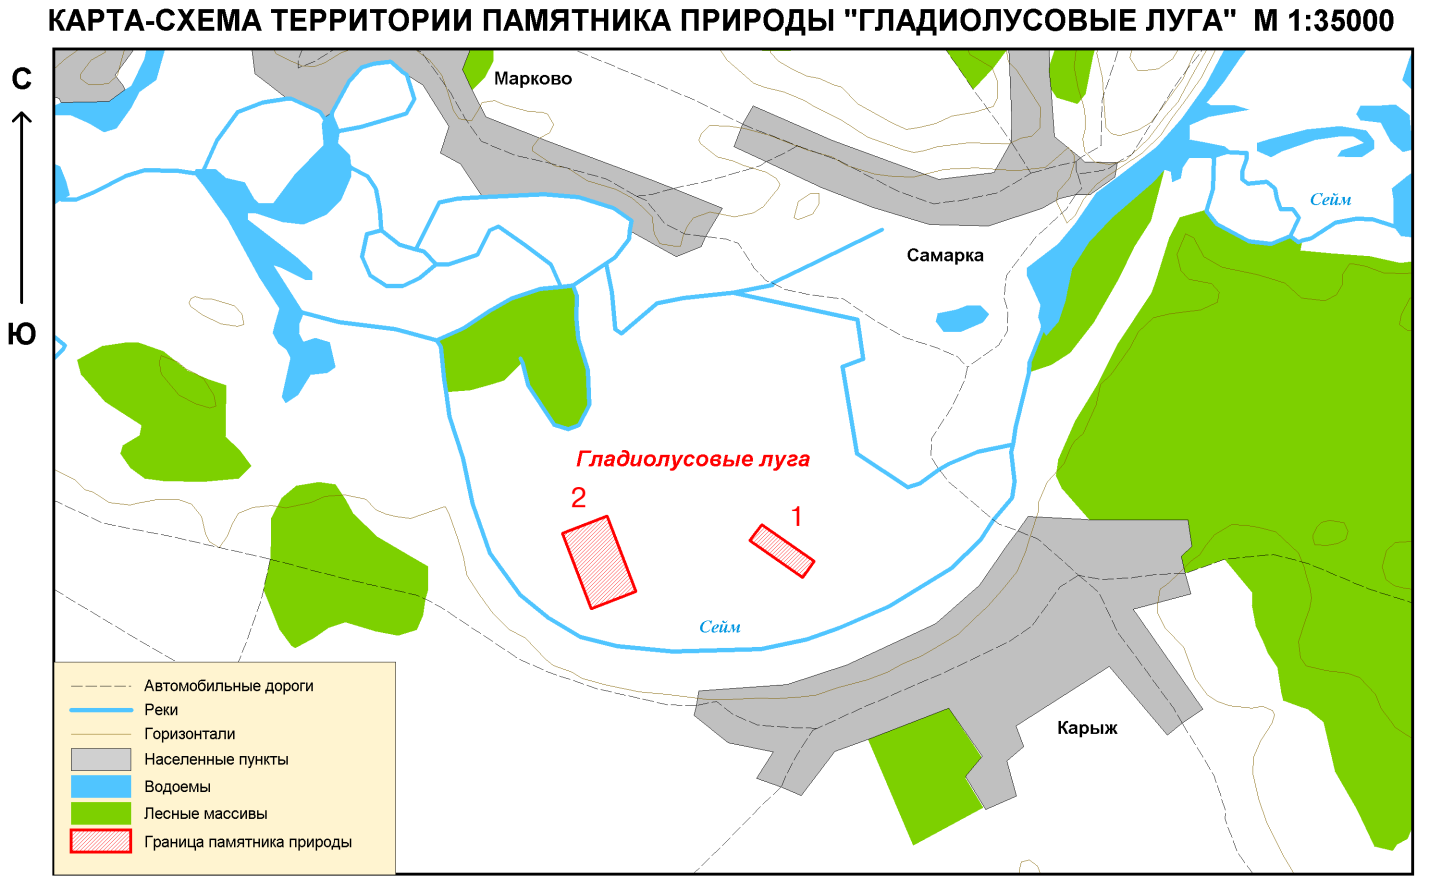 КАРТА-СХЕМА ТЕРРИТОРИИ ПАМЯТНИКА ПРИРОДЫ "ГЛАДИОЛУСОВЫЕ ЛУГА" М 1:35000
С
Ю
Марково
Сейм
Самарка
Гладиолусовые луга
2
1
Сейм
Карыж
Автомобильные дороги
Реки
Горизонтали
Населенные пункты
Водоемы
Лесные массивы
Граница памятника природы